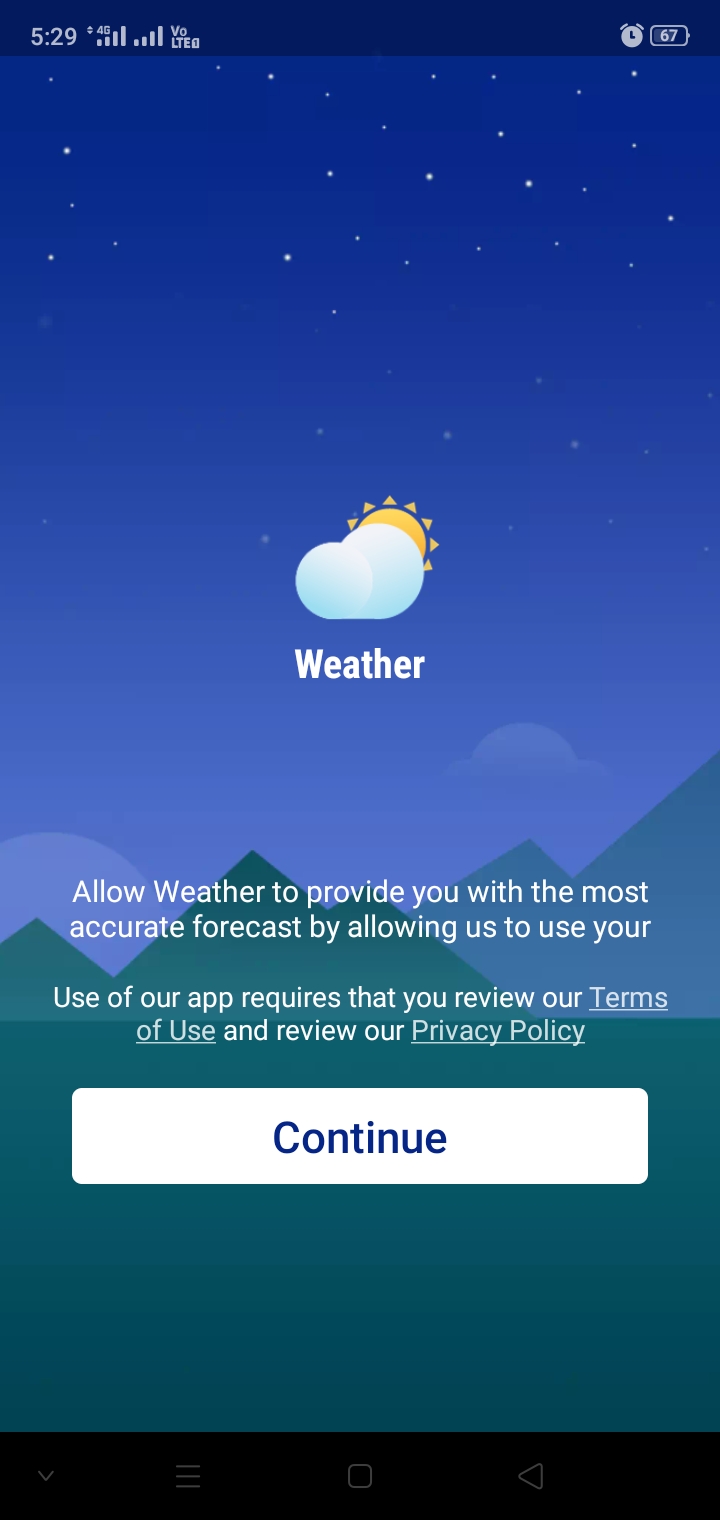 5:29 4G Vo LTE 67
Weather
Allow Weather to provide you with the most
accurate forecast by allowing us to use your
Use of our app requires that you review our Terms
of Use and review our Privacy Policy
Continue